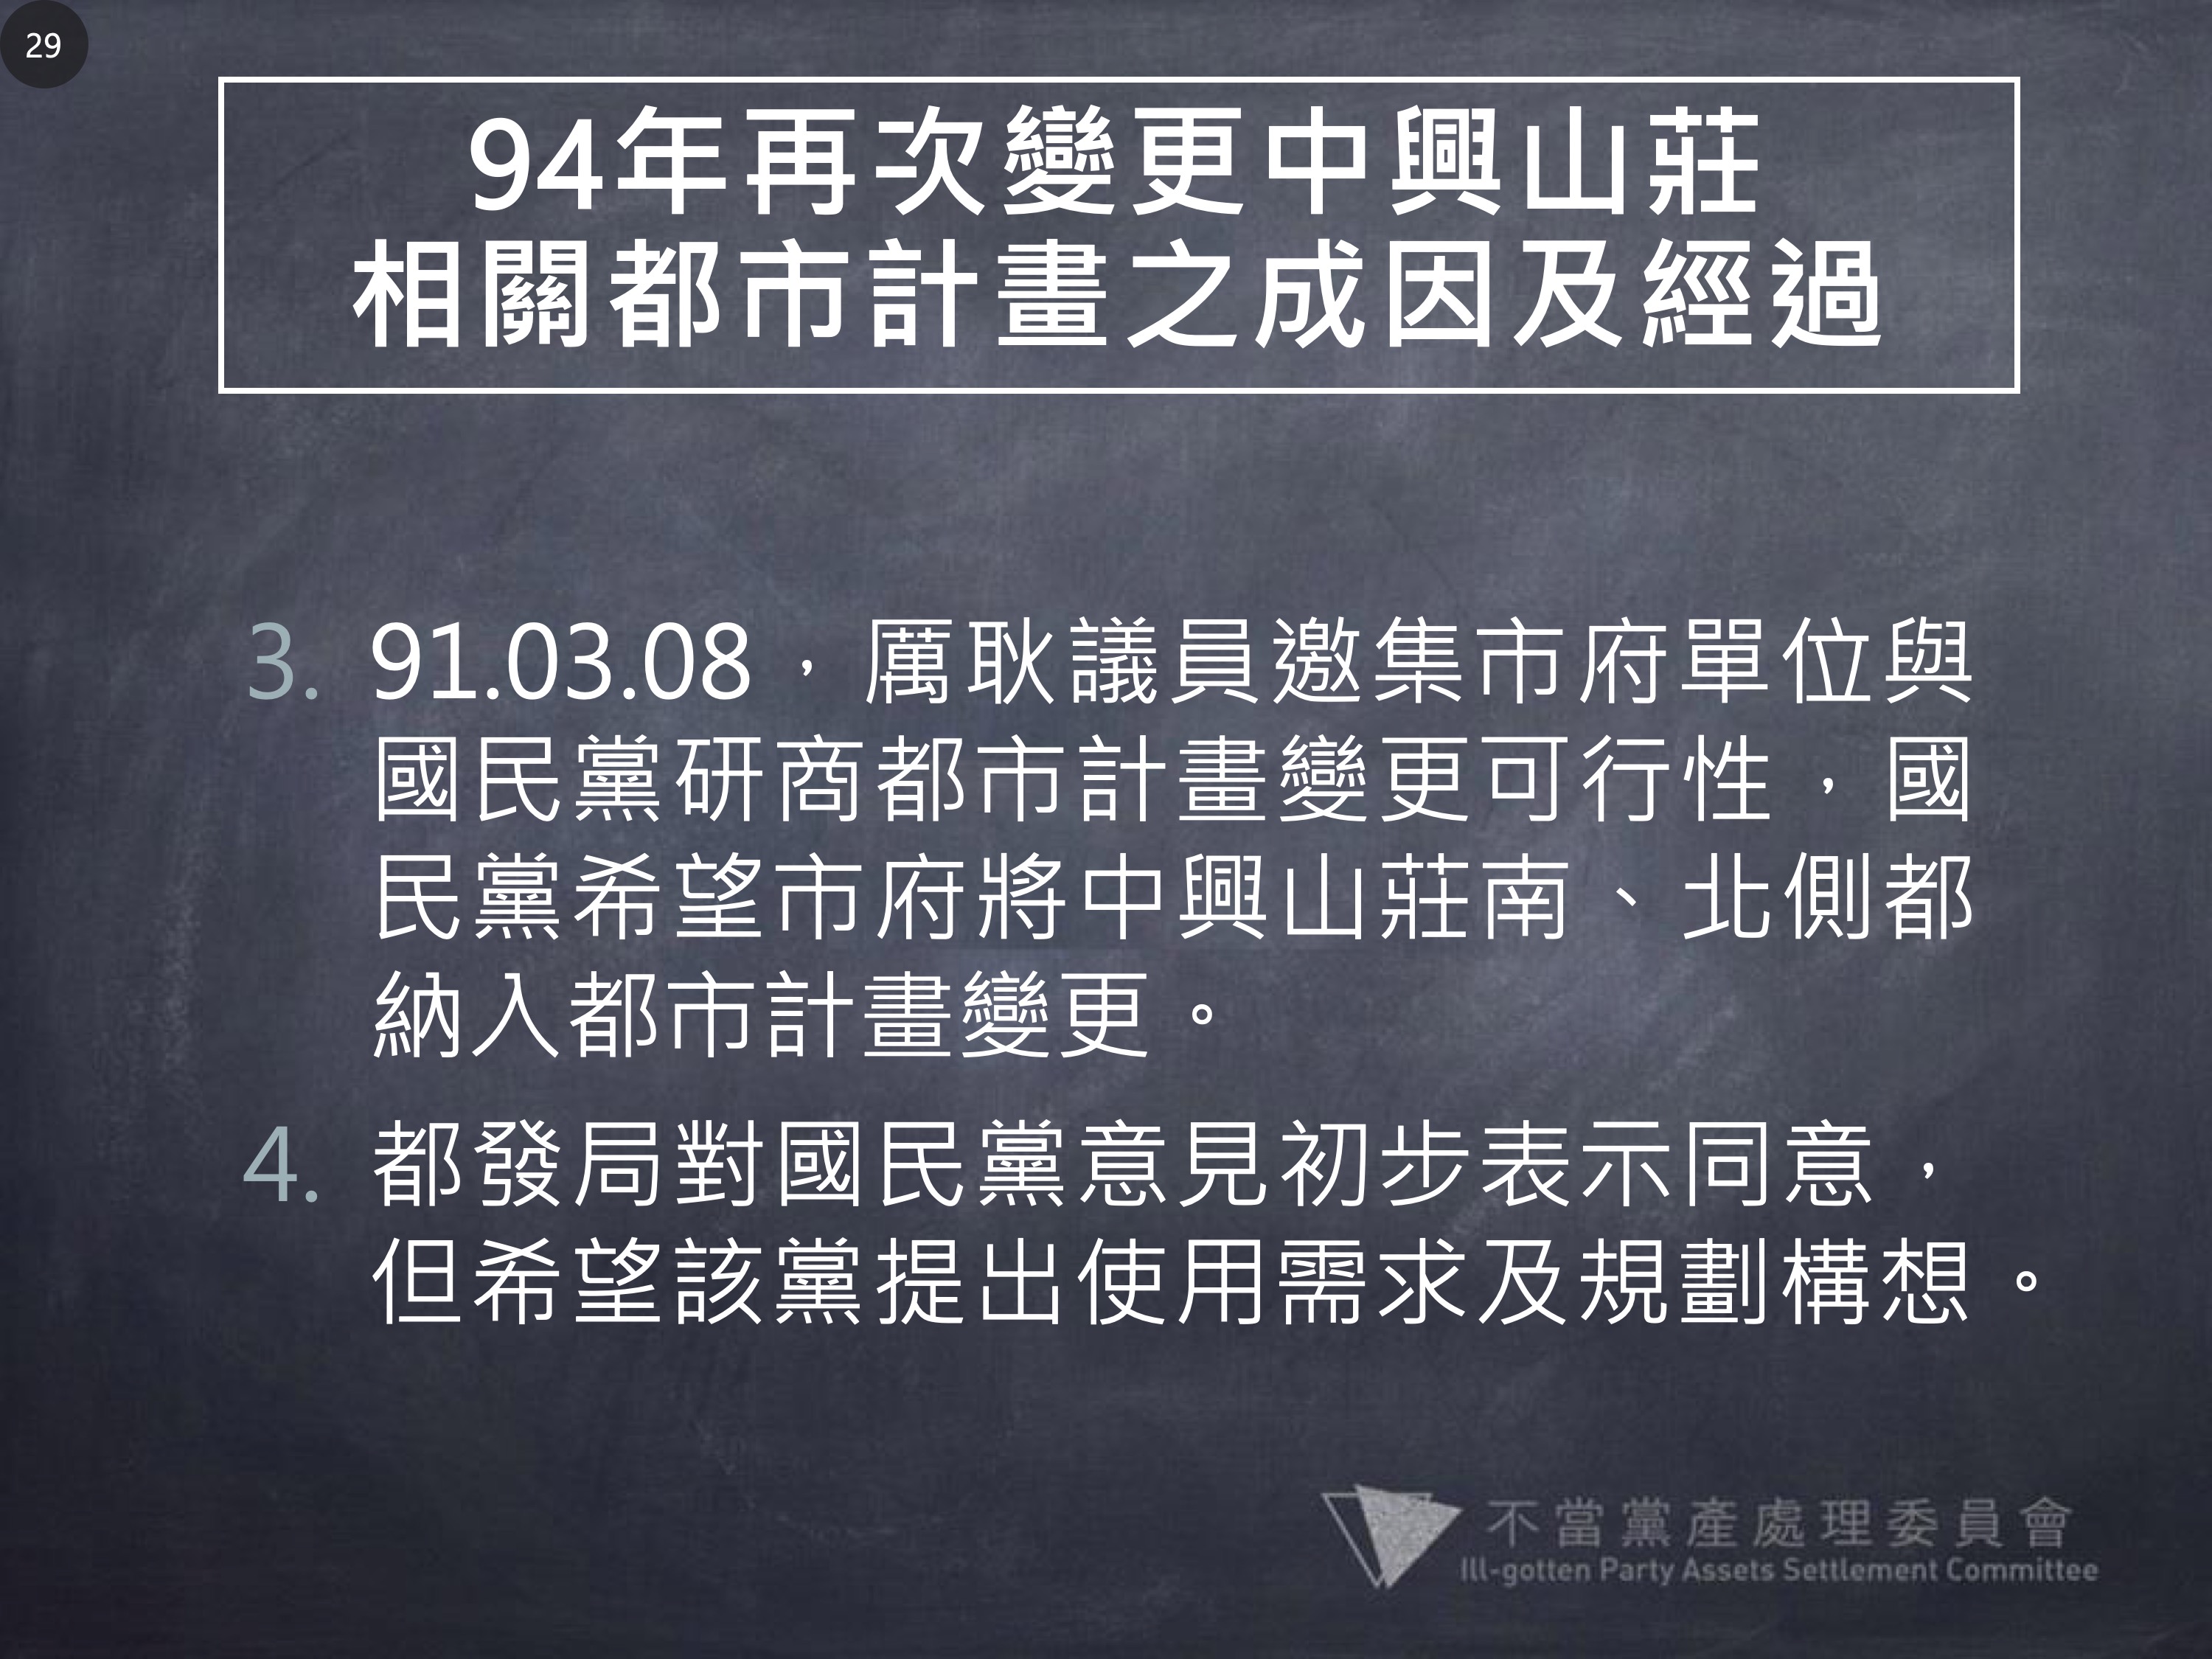 29
94年再次變更中興山莊
相關都市計畫之成因及經過
3. 91.03.08，厲耿議員邀集市府單位與
國民黨研商都市計畫變更可行性，國
民黨希望市府將中興山莊南、北側都
納入都市計畫變更。
4. 都發局對國民黨意見初步表示同意，
但希望該黨提出使用需求及規劃構想。
不當黨產處理委員會
Ill-gotten Party Assets Settlement Committee